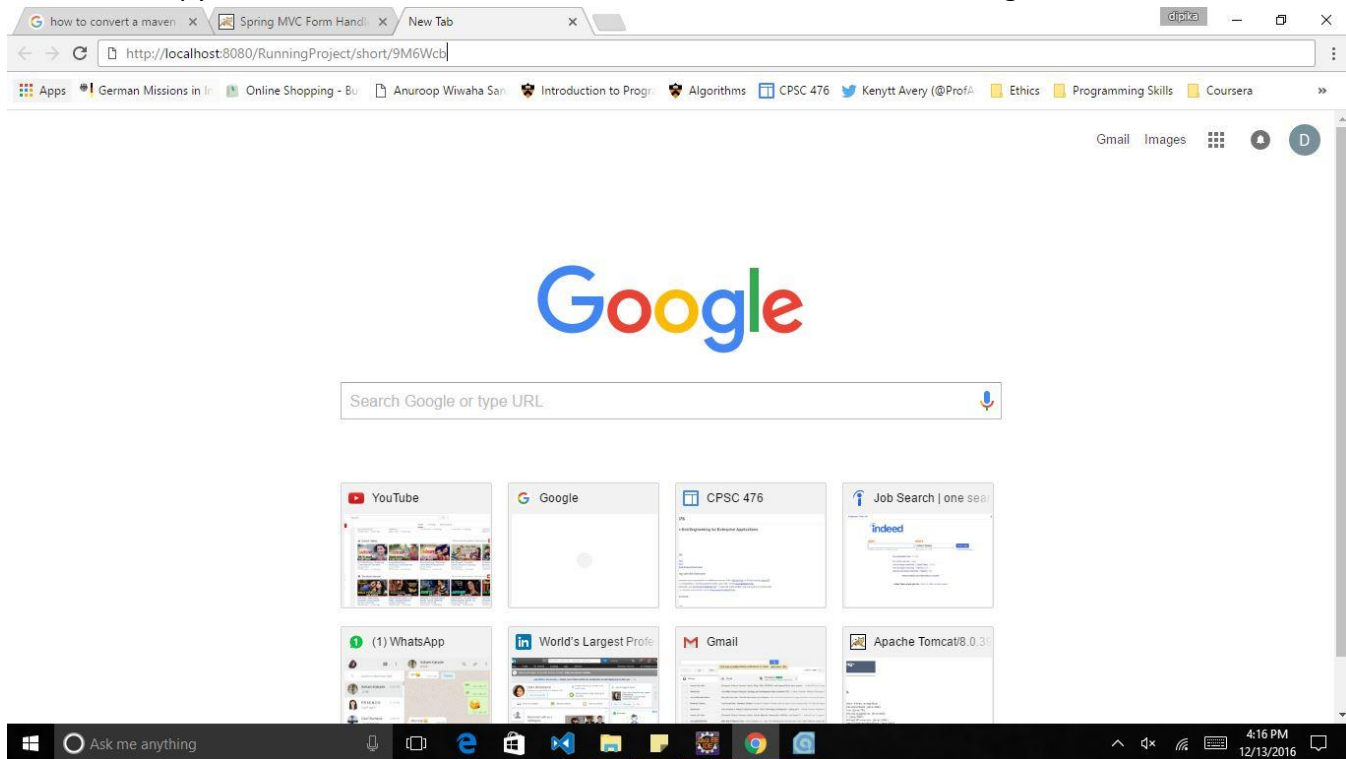 how to convert a maven
Spring MVC Form Handl
New Tab
dipika
http://localhost:8080/RunningProject/short/9M6Wcb
Apps
German Missions in In
Online Shopping - Bu
Anuroop Wiwaha San
Introduction to Progra
Algorithms
CPSC 476
Kenytt Avery (@ProfA
Ethics
Programming Skills
Coursera
»
Gmail Images
D
Google
Search Google or type URL
YouTube
Google
CPSC 476
Job Search | one sear
indeed
(1) WhatsApp
World's Largest Profe
Gmail
Apache Tomcat/8.0.39
Ask me anything
4:16 PM
12/13/2016